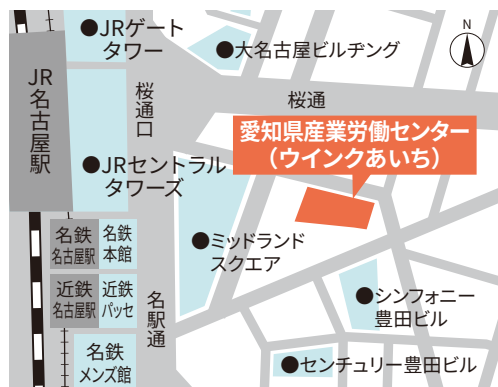 ●JRゲート
タワー
●大名古屋ビルヂング
N
JR名古屋駅
桜通口
桜通
愛知県産業労働センター
（ウインクあいち）
●JRセントラル
タワーズ
名鉄
名古屋駅
名鉄
本館
●ミッドランド
スクエア
近鉄
名古屋駅
近鉄
パッセ
名駅通
●シンフォニー
豊田ビル
名鉄
メンズ館
●センチュリー豊田ビル